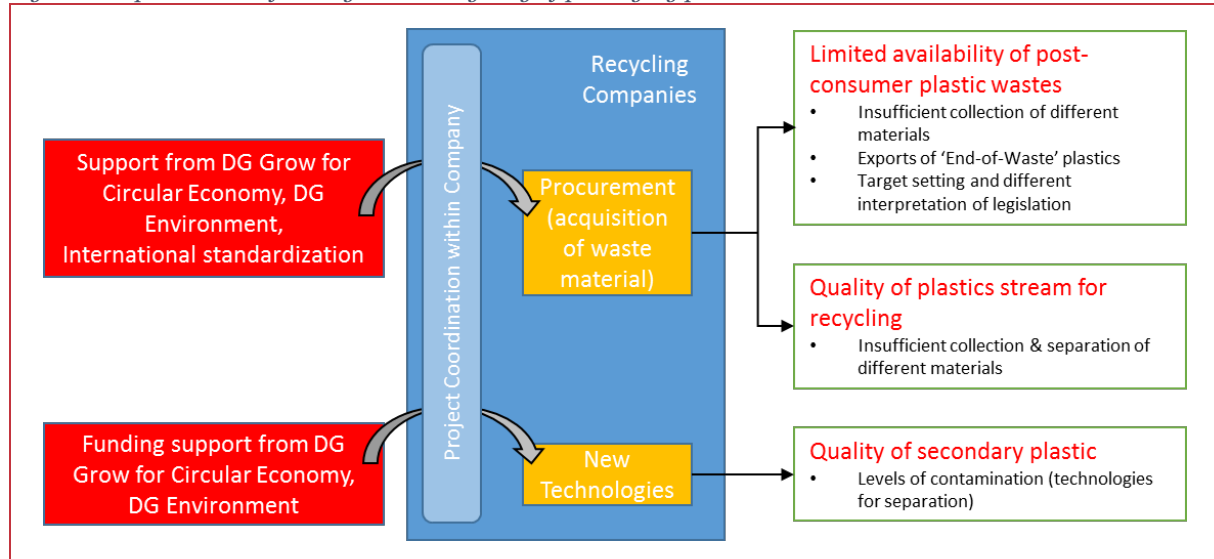 Recycling
Companies
Project Coordination within Company
Support from DG Grow for
Circular Economy, DG
Environment,
International standardization
Procurement
(acquisition
of waste
material)
Limited availability of post-
consumer plastic wastes
• Insufficient collection of different
materials
• Exports of ‘End-of-Waste’ plastics
• Target setting and different
interpretation of legislation
Quality of plastics stream for
recycling
• Insufficient collection & separation of
different materials
Funding support from DG
Grow for Circular Economy,
DG Environment
New
Technologies
Quality of secondary plastic
• Levels of contamination (technologies
for separation)